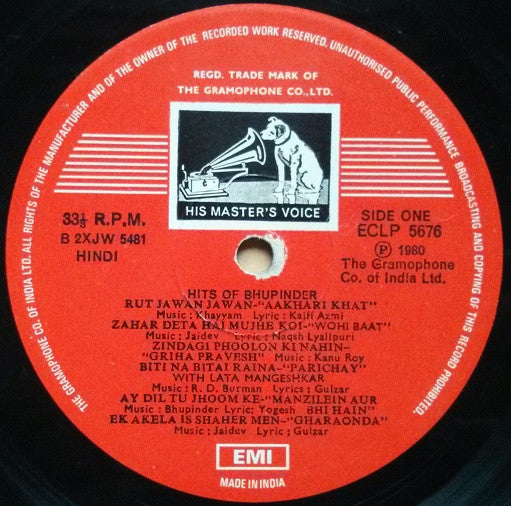 ALL RIGHTS OF THE MANUFACTURER AND OF THE OWNER OF THE RECORDED WORK RESERVED. UNAUTHORISED PUBLIC PERFORMANCE BROADCASTING AND COPYING OF THIS RECORD PROHIBITED.
THE GRAMOPHONE CO. OF INDIA LTD.
REGD. TRADE MARK OF
THE GRAMOPHONE CO., LTD.
HIS MASTER'S VOICE
33⅓ R.P.M.
B 2XJW 5481
HINDI
SIDE ONE
ECLP 5676
Ⓟ 1980
The Gramophone
Co. of India Ltd.
HITS OF BHUPINDER
RUT JAWAN JAWAN-"AAKHARI KHAT"
Music: Khayyam Lyric: Kaifi Azmi
ZAHAR DETA HAI MUJHE KOI-"WOHI BAAT"
Music: Jaidev Lyric: Naqsh Lyallpuri
ZINDAGI PHOOLON KI NAHIN-
"GRIHA PRAVESH" Music: Kanu Roy
BITI NA BITAI RAINA-"PARICHAY"
WITH LATA MANGESHKAR
Music: R. D. Burman Lyrics: Gulzar
AY DIL TU JHOOM KE-"MANZILEIN AUR
Music: Bhupinder Lyric: Yogesh BHI HAIN"
EK AKELA IS SHAHER MEN-"GHARAONDA"
Music: Jaidev Lyric: Gulzar
EMI
MADE IN INDIA